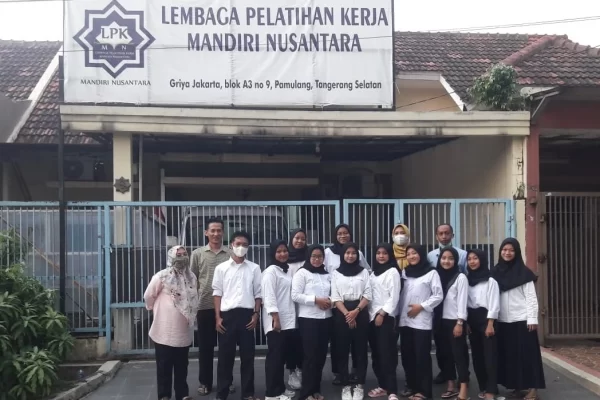 LEMBAGA PELATIHAN KERJA
MANDIRI NUSANTARA
LPK
MANDIRI NUSANTARA
Griya Jakarta, blok A3 no 9, Pamulang, Tangerang Selatan